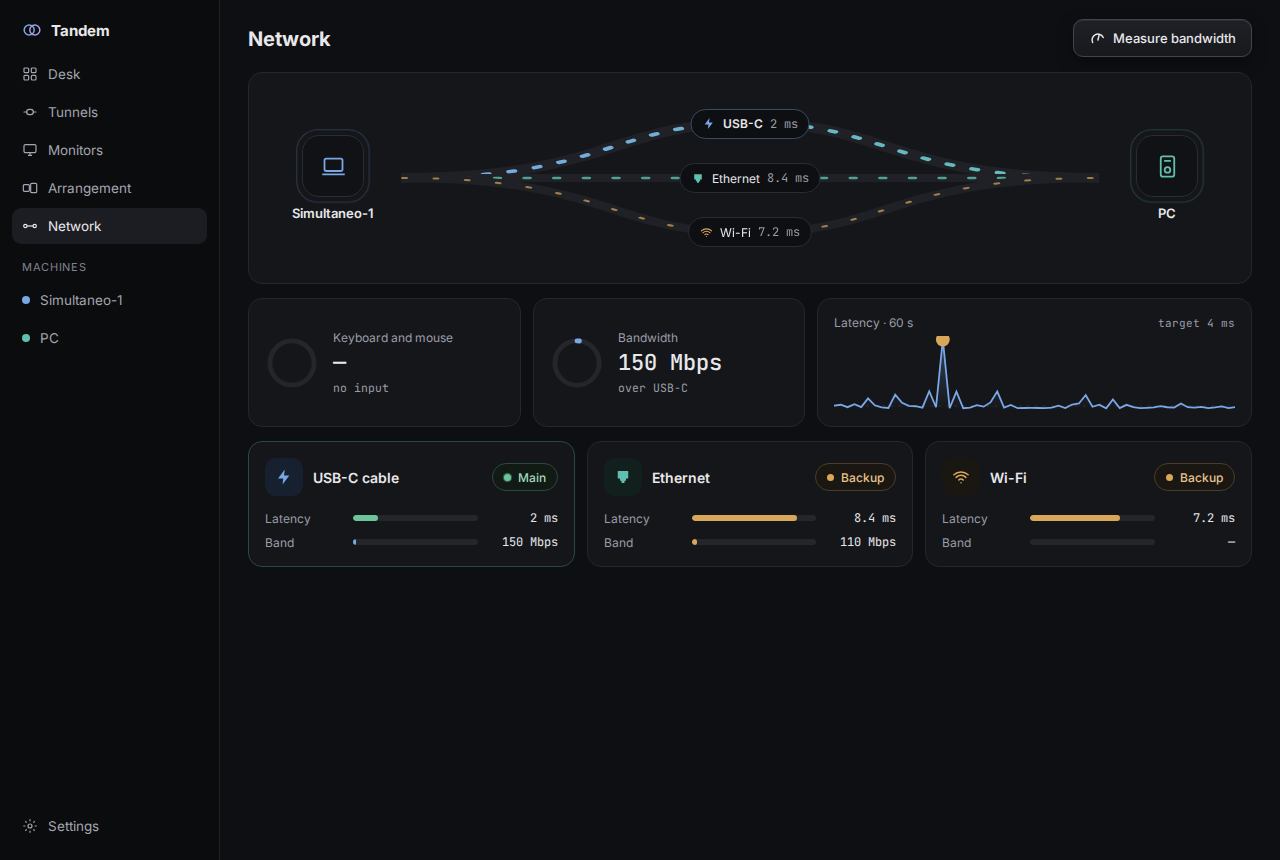 Tandem
Desk
Tunnels
Monitors
Arrangement
Network
MACHINES
Simultaneo-1
PC
Settings
Network
Measure bandwidth
USB-C 2 ms
Ethernet 8.4 ms
Wi-Fi 7.2 ms
Simultaneo-1
PC
Keyboard and mouse
—
no input
Bandwidth
150 Mbps
over USB-C
Latency · 60 s
target 4 ms
USB-C cable
Main
Latency
2 ms
Band
150 Mbps
Ethernet
Backup
Latency
8.4 ms
Band
110 Mbps
Wi-Fi
Backup
Latency
7.2 ms
Band
—